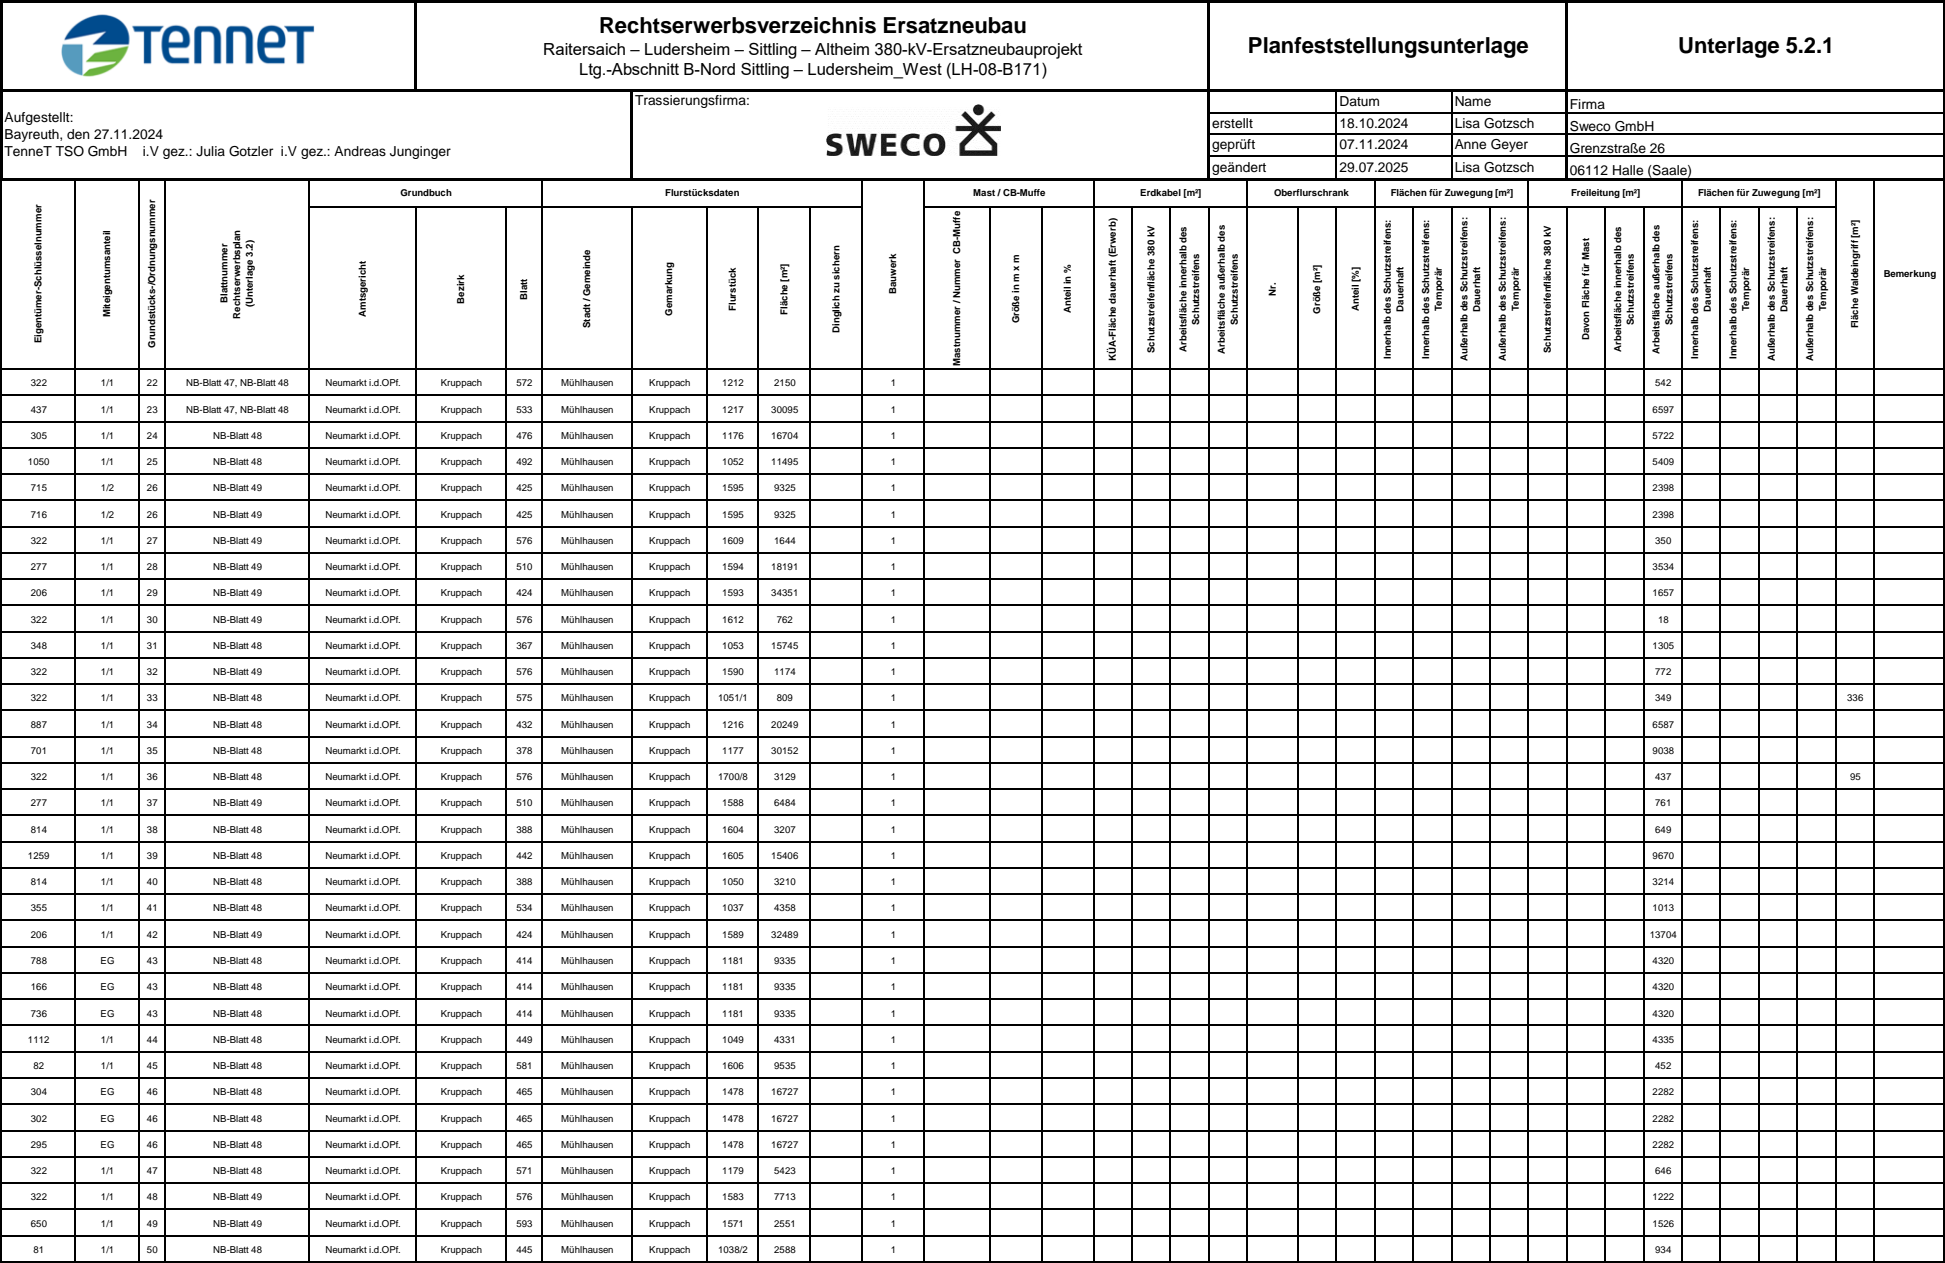 TENNET
Rechtserwerbsverzeichnis Ersatzneubau
Raitersaich – Ludersheim – Sittling – Altheim 380-kV-Ersatzneubauprojekt
Ltg.-Abschnitt B-Nord Sittling – Ludersheim_West (LH-08-B171)
Planfeststellungsunterlage
Unterlage 5.2.1
Aufgestellt:
Bayreuth, den 27.11.2024
TenneT TSO GmbH i.V gez.: Julia Gotzler i.V gez.: Andreas Junginger
Trassierungsfirma:
SWECO
Datum Name Firma
erstellt 18.10.2024 Lisa Gotzsch Sweco GmbH
geprüft 07.11.2024 Anne Geyer Grenzstraße 26
geändert 29.07.2025 Lisa Gotzsch 06112 Halle (Saale)
Grundbuch Flurstücksdaten Mast / CB-Muffe Erdkabel [m²] Oberflurschrank Flächen für Zuwegung [m²] Freileitung [m²] Flächen für Zuwegung [m²]
Eigentümer-Schlüsselnummer
Miteigentumsanteil
Grundstücks-/Ordnungsnummer
Blattnummer
Rechtserwerbsplan
(Unterlage 3.2)
Amtsgericht
Bezirk
Blatt
Stadt / Gemeinde
Gemarkung
Flurstück
Fläche [m²]
Dinglich zu sichern
Bauwerk
Mastnummer / Nummer CB-Muffe
Größe in m x m
Anteil in %
KÜA-Fläche dauerhaft (Erwerb)
Schutzstreifenfläche 380 kV
Arbeitsfläche innerhalb des
Schutzstreifens
Arbeitsfläche außerhalb des
Schutzstreifens
Nr.
Größe [m²]
Anteil [%]
Innerhalb des Schutzstreifens:
Dauerhaft
Innerhalb des Schutzstreifens:
Temporär
Außerhalb des Schutzstreifens:
Dauerhaft
Außerhalb des Schutzstreifens:
Temporär
Schutzstreifenfläche 380 kV
Davon Fläche für Mast
Arbeitsfläche innerhalb des
Schutzstreifens
Arbeitsfläche außerhalb des
Schutzstreifens
Innerhalb des Schutzstreifens:
Dauerhaft
Innerhalb des Schutzstreifens:
Temporär
Außerhalb des Schutzstreifens:
Dauerhaft
Außerhalb des Schutzstreifens:
Temporär
Fläche Waldeingriff [m²]
Bemerkung
322 1/1 22 NB-Blatt 47, NB-Blatt 48 Neumarkt i.d.OPf. Kruppach 572 Mühlhausen Kruppach 1212 2150 1 542
437 1/1 23 NB-Blatt 47, NB-Blatt 48 Neumarkt i.d.OPf. Kruppach 533 Mühlhausen Kruppach 1217 30095 1 6597
305 1/1 24 NB-Blatt 48 Neumarkt i.d.OPf. Kruppach 476 Mühlhausen Kruppach 1176 16704 1 5722
1050 1/1 25 NB-Blatt 48 Neumarkt i.d.OPf. Kruppach 492 Mühlhausen Kruppach 1052 11495 1 5409
715 1/2 26 NB-Blatt 49 Neumarkt i.d.OPf. Kruppach 425 Mühlhausen Kruppach 1595 9325 1 2398
716 1/2 26 NB-Blatt 49 Neumarkt i.d.OPf. Kruppach 425 Mühlhausen Kruppach 1595 9325 1 2398
322 1/1 27 NB-Blatt 49 Neumarkt i.d.OPf. Kruppach 576 Mühlhausen Kruppach 1609 1644 1 350
277 1/1 28 NB-Blatt 49 Neumarkt i.d.OPf. Kruppach 510 Mühlhausen Kruppach 1594 18191 1 3534
206 1/1 29 NB-Blatt 49 Neumarkt i.d.OPf. Kruppach 424 Mühlhausen Kruppach 1593 34351 1 1657
322 1/1 30 NB-Blatt 49 Neumarkt i.d.OPf. Kruppach 576 Mühlhausen Kruppach 1612 762 1 18
348 1/1 31 NB-Blatt 48 Neumarkt i.d.OPf. Kruppach 367 Mühlhausen Kruppach 1053 15745 1 1305
322 1/1 32 NB-Blatt 49 Neumarkt i.d.OPf. Kruppach 576 Mühlhausen Kruppach 1590 1174 1 772
322 1/1 33 NB-Blatt 48 Neumarkt i.d.OPf. Kruppach 575 Mühlhausen Kruppach 1051/1 809 1 349 336
887 1/1 34 NB-Blatt 48 Neumarkt i.d.OPf. Kruppach 432 Mühlhausen Kruppach 1216 20249 1 6587
701 1/1 35 NB-Blatt 48 Neumarkt i.d.OPf. Kruppach 378 Mühlhausen Kruppach 1177 30152 1 9038
322 1/1 36 NB-Blatt 48 Neumarkt i.d.OPf. Kruppach 576 Mühlhausen Kruppach 1700/8 3129 1 437 95
277 1/1 37 NB-Blatt 49 Neumarkt i.d.OPf. Kruppach 510 Mühlhausen Kruppach 1588 6484 1 761
814 1/1 38 NB-Blatt 48 Neumarkt i.d.OPf. Kruppach 388 Mühlhausen Kruppach 1604 3207 1 649
1259 1/1 39 NB-Blatt 48 Neumarkt i.d.OPf. Kruppach 442 Mühlhausen Kruppach 1605 15406 1 9670
814 1/1 40 NB-Blatt 48 Neumarkt i.d.OPf. Kruppach 388 Mühlhausen Kruppach 1050 3210 1 3214
355 1/1 41 NB-Blatt 48 Neumarkt i.d.OPf. Kruppach 534 Mühlhausen Kruppach 1037 4358 1 1013
206 1/1 42 NB-Blatt 49 Neumarkt i.d.OPf. Kruppach 424 Mühlhausen Kruppach 1589 32489 1 13704
788 EG 43 NB-Blatt 48 Neumarkt i.d.OPf. Kruppach 414 Mühlhausen Kruppach 1181 9335 1 4320
166 EG 43 NB-Blatt 48 Neumarkt i.d.OPf. Kruppach 414 Mühlhausen Kruppach 1181 9335 1 4320
736 EG 43 NB-Blatt 48 Neumarkt i.d.OPf. Kruppach 414 Mühlhausen Kruppach 1181 9335 1 4320
1112 1/1 44 NB-Blatt 48 Neumarkt i.d.OPf. Kruppach 449 Mühlhausen Kruppach 1049 4331 1 4335
82 1/1 45 NB-Blatt 48 Neumarkt i.d.OPf. Kruppach 581 Mühlhausen Kruppach 1606 9535 1 452
304 EG 46 NB-Blatt 48 Neumarkt i.d.OPf. Kruppach 465 Mühlhausen Kruppach 1478 16727 1 2282
302 EG 46 NB-Blatt 48 Neumarkt i.d.OPf. Kruppach 465 Mühlhausen Kruppach 1478 16727 1 2282
295 EG 46 NB-Blatt 48 Neumarkt i.d.OPf. Kruppach 465 Mühlhausen Kruppach 1478 16727 1 2282
322 1/1 47 NB-Blatt 48 Neumarkt i.d.OPf. Kruppach 571 Mühlhausen Kruppach 1179 5423 1 646
322 1/1 48 NB-Blatt 49 Neumarkt i.d.OPf. Kruppach 576 Mühlhausen Kruppach 1583 7713 1 1222
650 1/1 49 NB-Blatt 49 Neumarkt i.d.OPf. Kruppach 593 Mühlhausen Kruppach 1571 2551 1 1526
81 1/1 50 NB-Blatt 48 Neumarkt i.d.OPf. Kruppach 445 Mühlhausen Kruppach 1038/2 2588 1 934